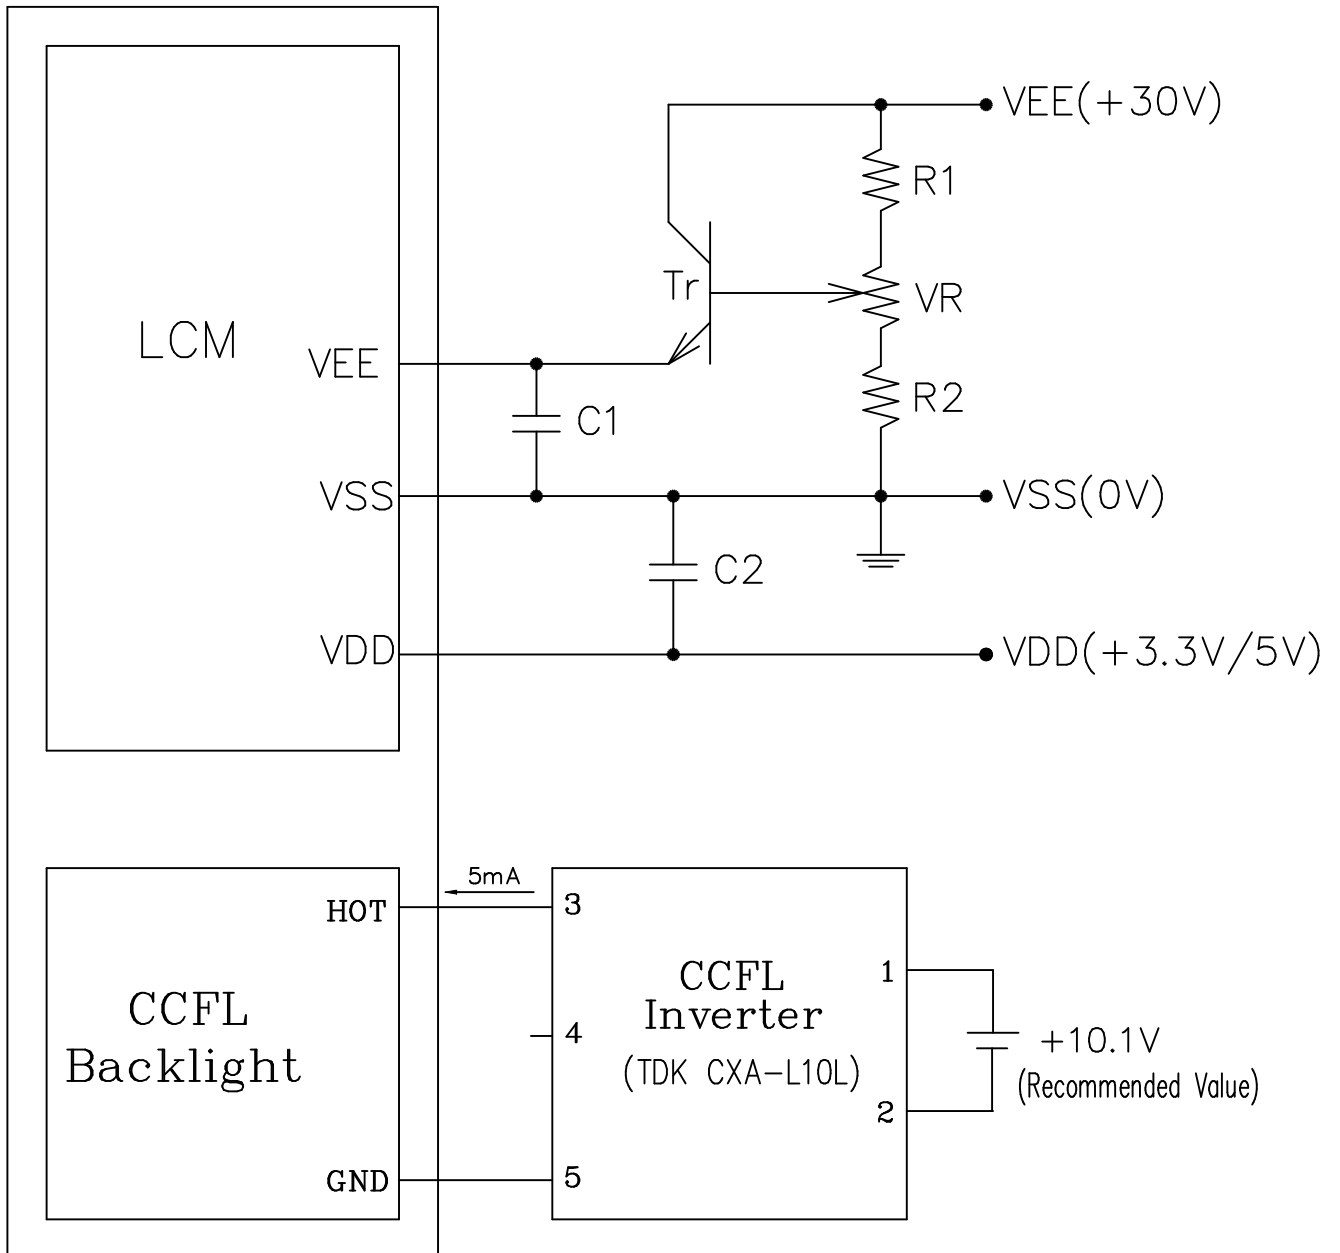 VEE(+30V)
R1
Tr
VR
LCM
VEE
R2
C1
VSS
VSS(0V)
C2
VDD
VDD(+3.3V/5V)
5mA
HOT
3
CCFL
Inverter
(TDK CXA-L10L)
1
CCFL
Backlight
4
+10.1V
(Recommended Value)
2
GND
5